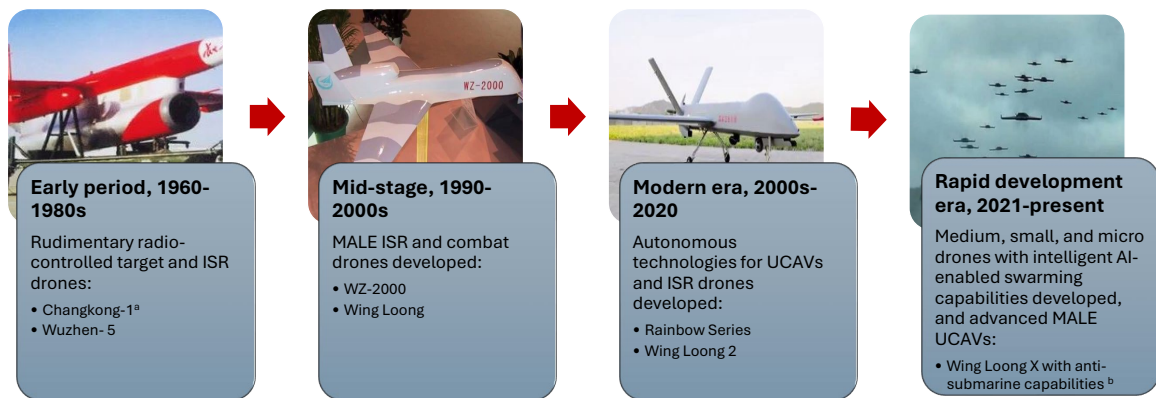 WZ-2000
Early period, 1960-
1980s
Rudimentary radio-
controlled target and ISR
drones:
• Changkong-1ᵃ
• Wuzhen- 5
Mid-stage, 1990-
2000s
MALE ISR and combat
drones developed:
• WZ-2000
• Wing Loong
Modern era, 2000s-
2020
Autonomous
technologies for UCAVs
and ISR drones
developed:
• Rainbow Series
• Wing Loong 2
Rapid development
era, 2021-present
Medium, small, and micro
drones with intelligent AI-
enabled swarming
capabilities developed,
and advanced MALE
UCAVs:
• Wing Loong X with anti-
submarine capabilities ᵇ